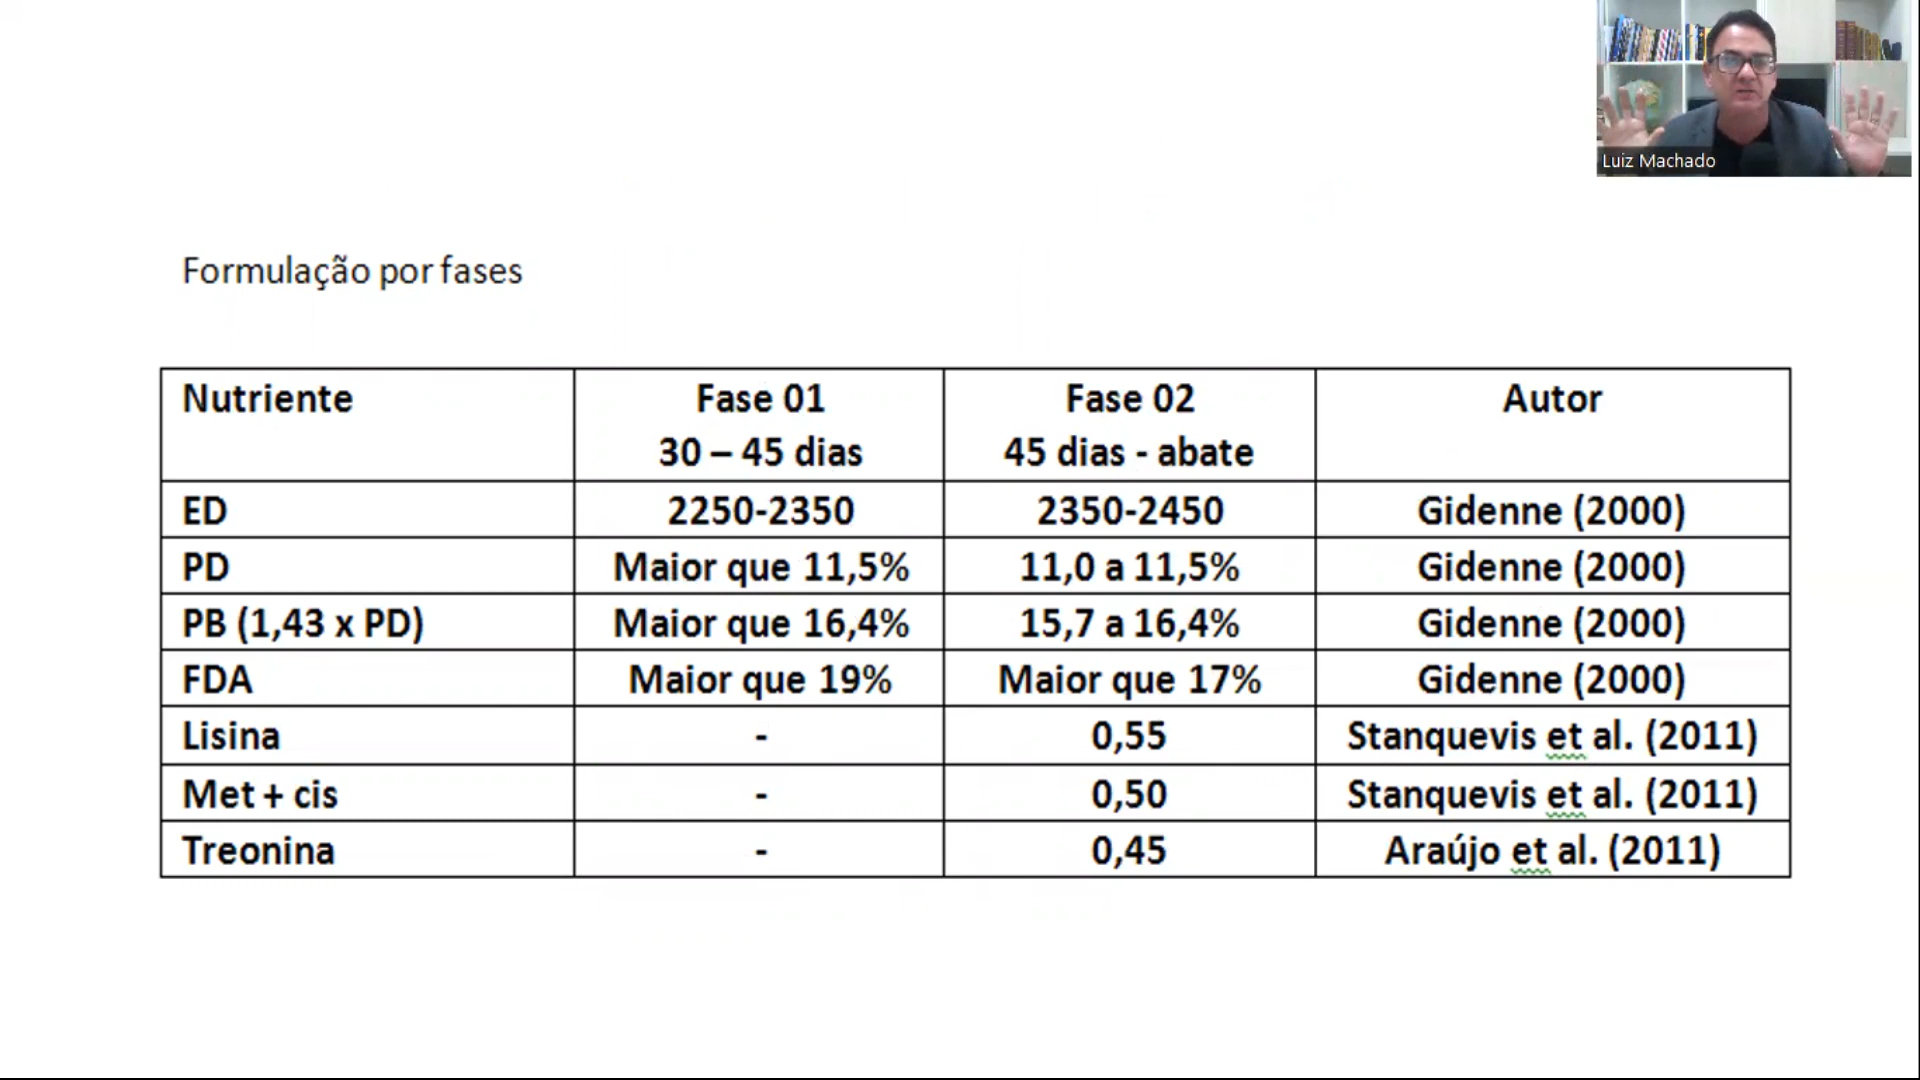 Luiz Machado
Formulação por fases
Nutriente Fase 01 Fase 02 Autor
30 – 45 dias 45 dias - abate
ED 2250-2350 2350-2450 Gidenne (2000)
PD Maior que 11,5% 11,0 a 11,5% Gidenne (2000)
PB (1,43 x PD) Maior que 16,4% 15,7 a 16,4% Gidenne (2000)
FDA Maior que 19% Maior que 17% Gidenne (2000)
Lisina - 0,55 Stanquevis et al. (2011)
Met + cis - 0,50 Stanquevis et al. (2011)
Treonina - 0,45 Araújo et al. (2011)